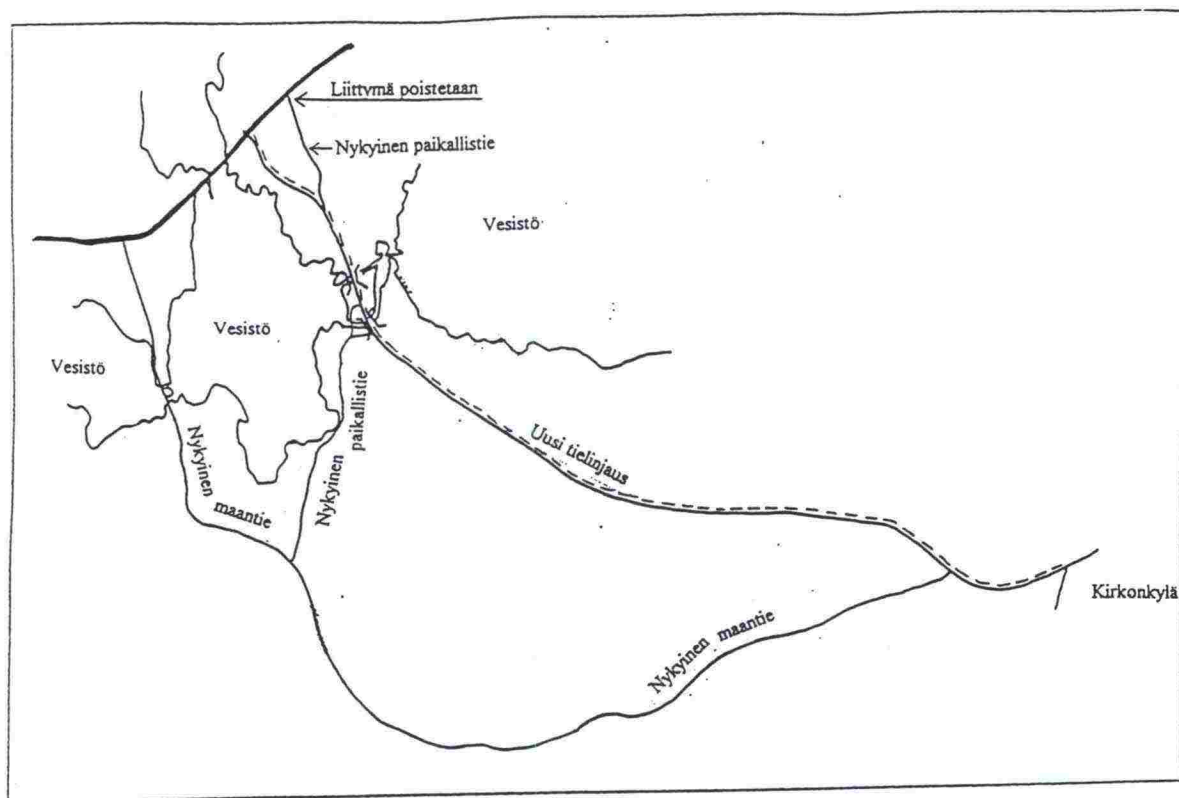 Liittymä poistetaan
Nykyinen paikallistie
Vesistö
Vesistö
Vesistö
Nykyinen maantie
Nykyinen paikallistie
Uusi tielinjaus
Nykyinen maantie
Kirkonkylä